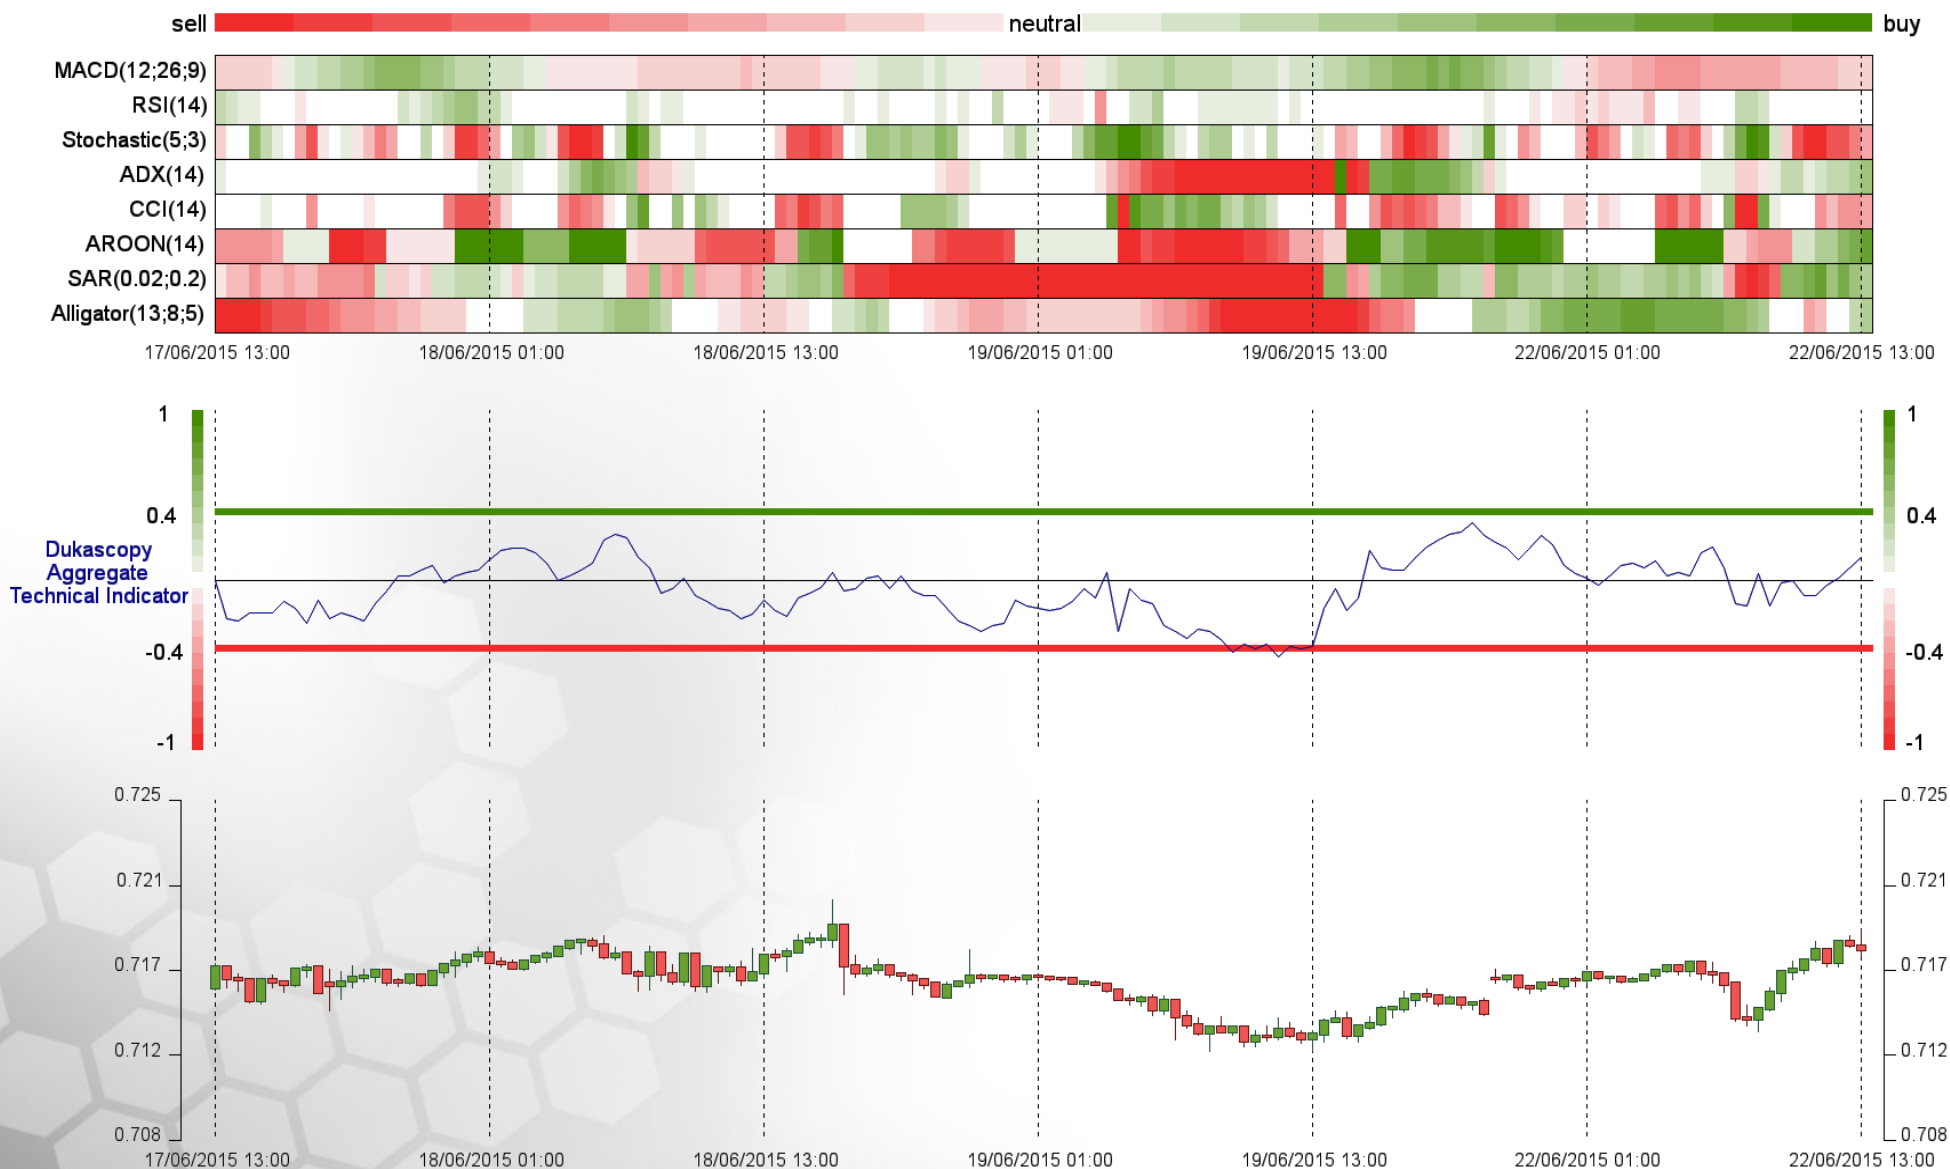 sell neutral buy
MACD(12;26;9)
RSI(14)
Stochastic(5;3)
ADX(14)
CCI(14)
AROON(14)
SAR(0.02;0.2)
Alligator(13;8;5)
17/06/2015 13:00 18/06/2015 01:00 18/06/2015 13:00 19/06/2015 01:00 19/06/2015 13:00 22/06/2015 01:00 22/06/2015 13:00
1 1
0.4 0.4
Dukascopy
Aggregate
Technical Indicator
-0.4 -0.4
-1 -1
0.725 0.725
0.721 0.721
0.717 0.717
0.712 0.712
0.708 0.708
17/06/2015 13:00 18/06/2015 01:00 18/06/2015 13:00 19/06/2015 01:00 19/06/2015 13:00 22/06/2015 01:00 22/06/2015 13:00